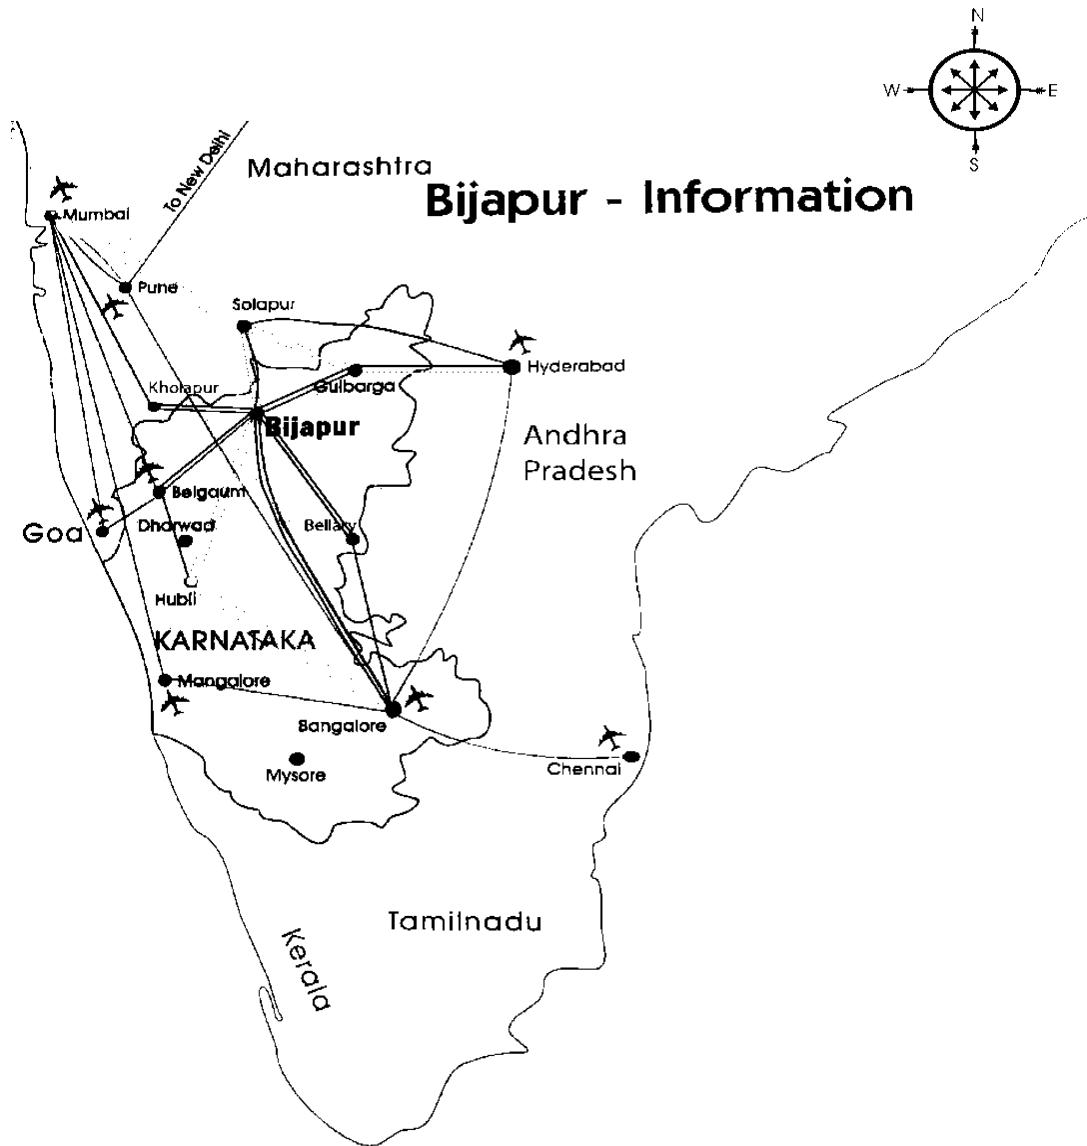 N
W E
S
To New Delhi
Maharashtra
Bijapur - Information
Mumbai
Pune
Solapur
Hyderabad
Gulbarga
Kholapur
Bijapur
Andhra
Pradesh
Belgaum
Goa
Dharwad
Bellary
Hubli
KARNATAKA
Mangalore
Bangalore
Mysore
Chennai
Tamilnadu
Kerala